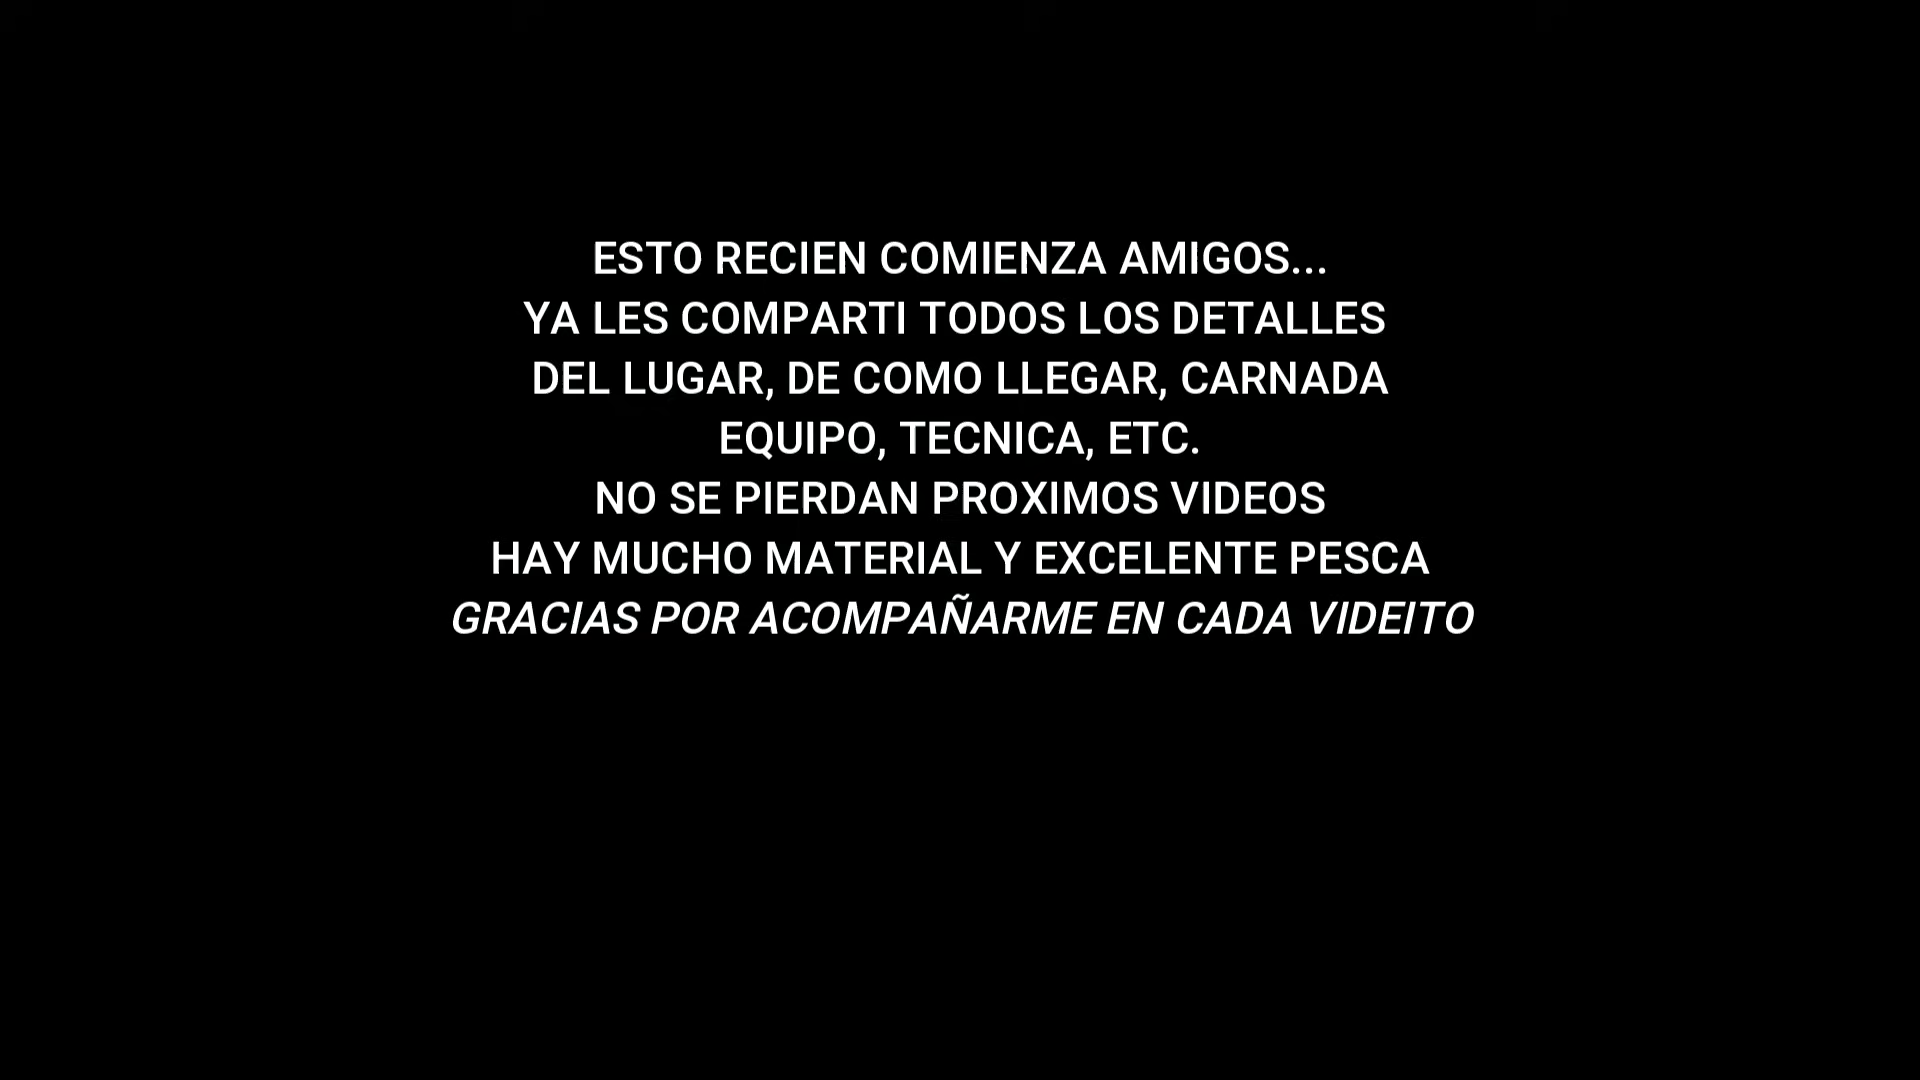 ESTO RECIEN COMIENZA AMIGOS...
YA LES COMPARTI TODOS LOS DETALLES
DEL LUGAR, DE COMO LLEGAR, CARNADA
EQUIPO, TECNICA, ETC.
NO SE PIERDAN PROXIMOS VIDEOS
HAY MUCHO MATERIAL Y EXCELENTE PESCA
GRACIAS POR ACOMPAÑARME EN CADA VIDEITO